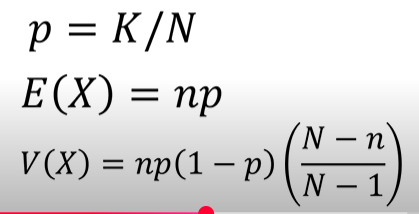 p = K/N
E(X) = np
V(X) = np(1 − p) ((N − n)/(N − 1))